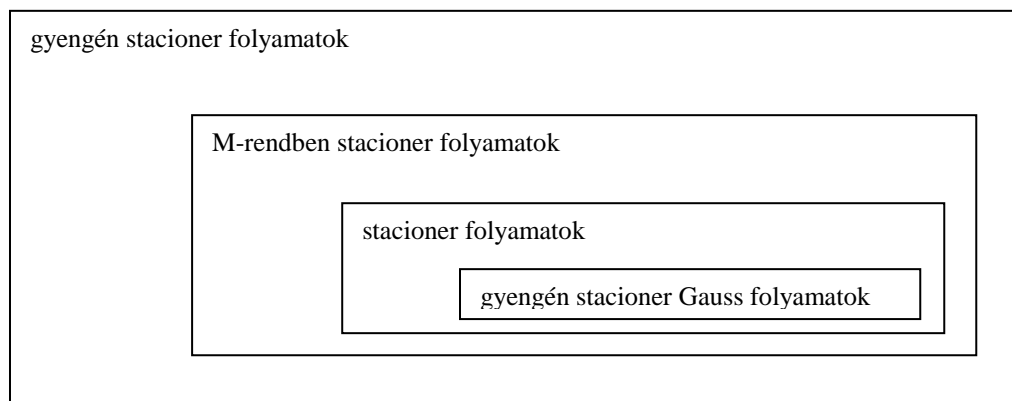 gyengén stacioner folyamatok
M-rendben stacioner folyamatok
stacioner folyamatok
gyengén stacioner Gauss folyamatok